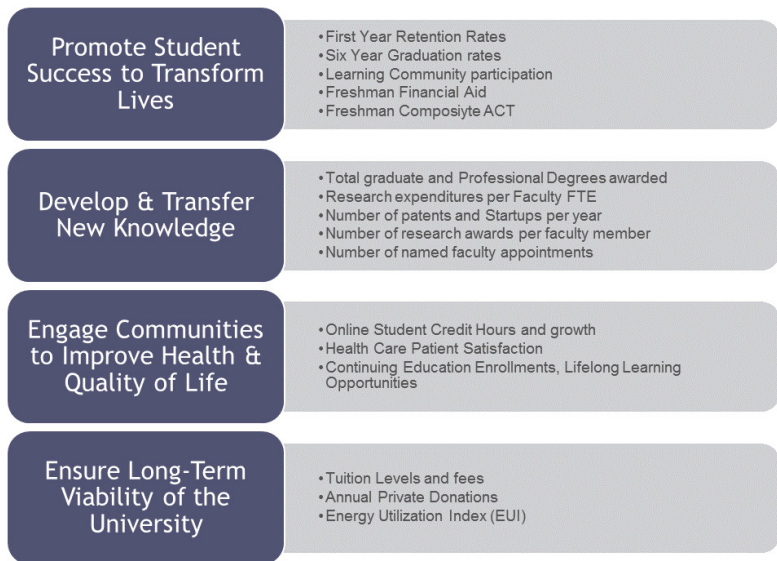 Promote Student
Success to Transform
Lives
•First Year Retention Rates
•Six Year Graduation rates
•Learning Community participation
•Freshman Financial Aid
•Freshman Composiyte ACT
Develop & Transfer
New Knowledge
•Total graduate and Professional Degrees awarded
•Research expenditures per Faculty FTE
•Number of patents and Startups per year
•Number of research awards per faculty member
•Number of named faculty appointments
Engage Communities
to Improve Health &
Quality of Life
•Online Student Credit Hours and growth
•Health Care Patient Satisfaction
•Continuing Education Enrollments, Lifelong Learning
Opportunities
Ensure Long-Term
Viability of the
University
•Tuition Levels and fees
•Annual Private Donations
•Energy Utilization Index (EUI)